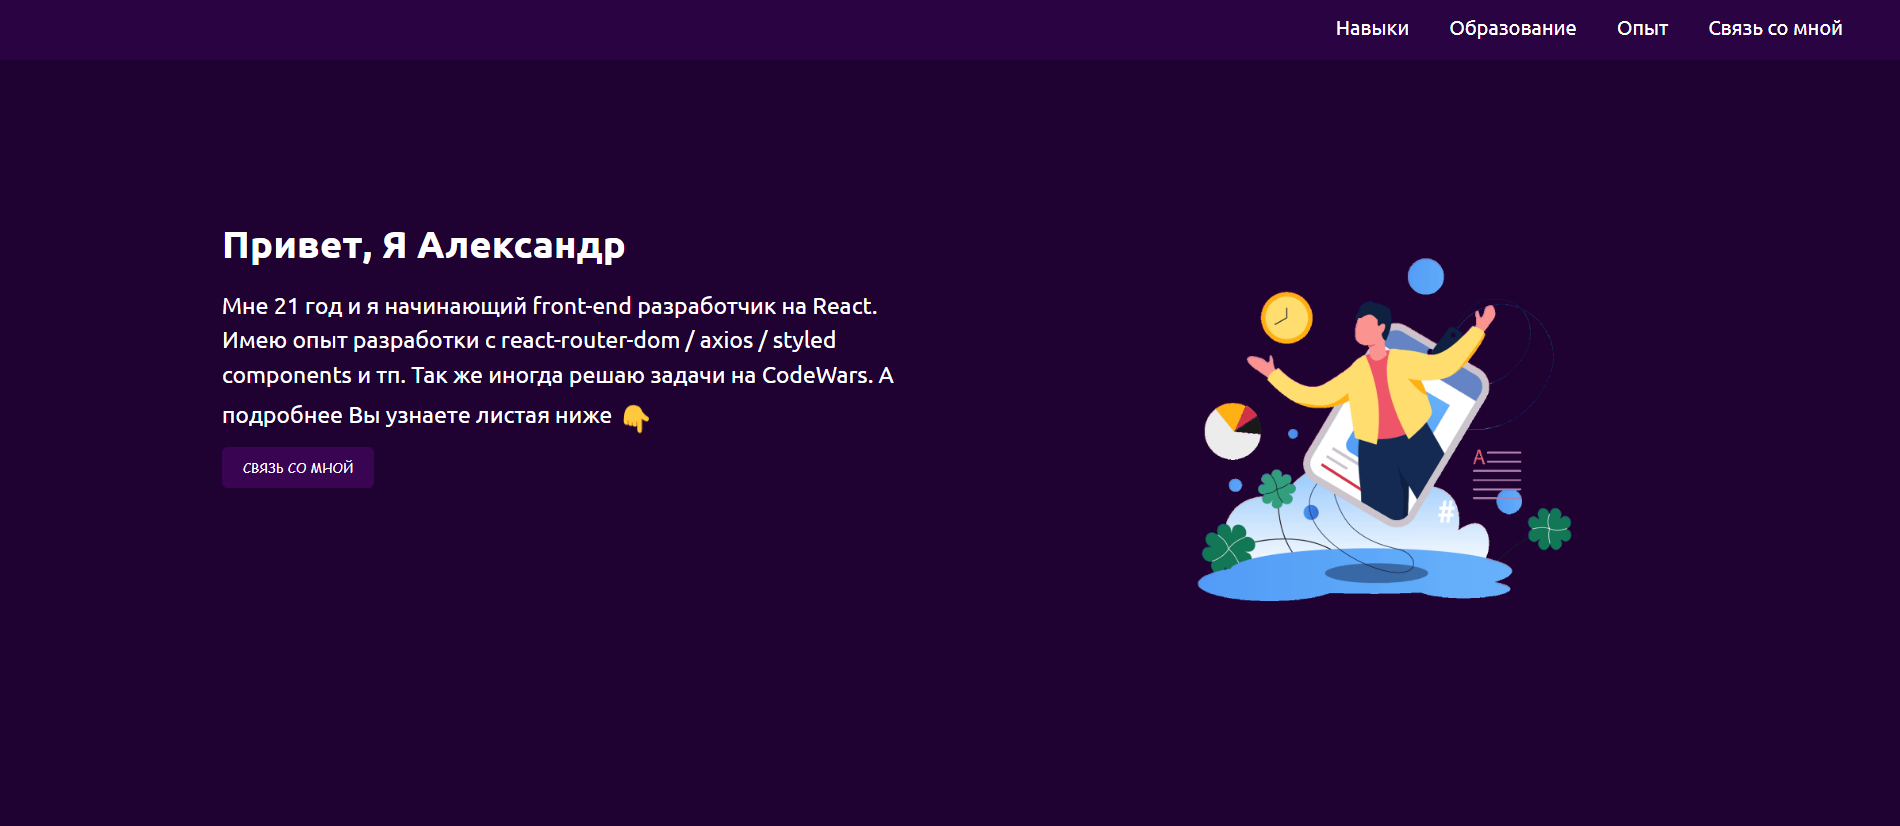 Навыки Образование Опыт Связь со мной
Привет, Я Александр
Мне 21 год и я начинающий front-end разработчик на React.
Имею опыт разработки с react-router-dom / axios / styled
components и тп. Так же иногда решаю задачи на CodeWars. А
подробнее Вы узнаете листая ниже 👇
СВЯЗЬ СО МНОЙ
A
#